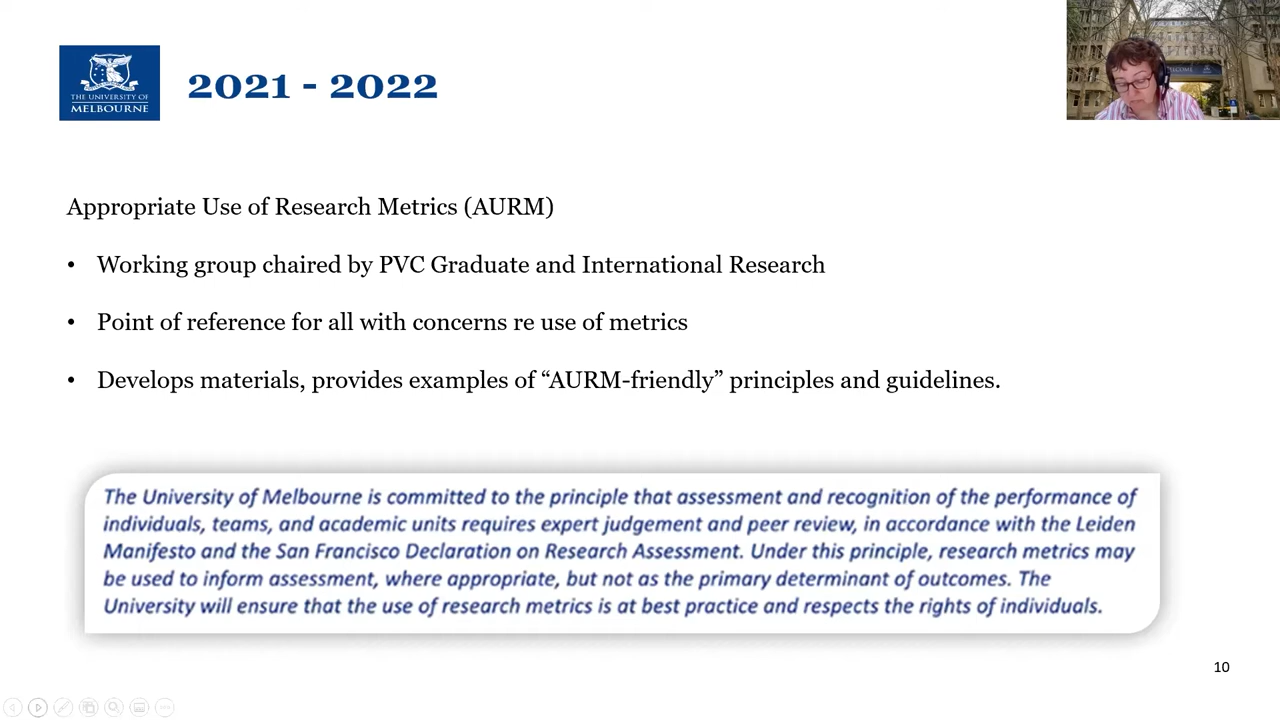 THE UNIVERSITY OF
MELBOURNE
2021 - 2022
WELCOME
Appropriate Use of Research Metrics (AURM)
• Working group chaired by PVC Graduate and International Research
• Point of reference for all with concerns re use of metrics
• Develops materials, provides examples of “AURM-friendly” principles and guidelines.
The University of Melbourne is committed to the principle that assessment and recognition of the performance of
individuals, teams, and academic units requires expert judgement and peer review, in accordance with the Leiden
Manifesto and the San Francisco Declaration on Research Assessment. Under this principle, research metrics may
be used to inform assessment, where appropriate, but not as the primary determinant of outcomes. The
University will ensure that the use of research metrics is at best practice and respects the rights of individuals.
10